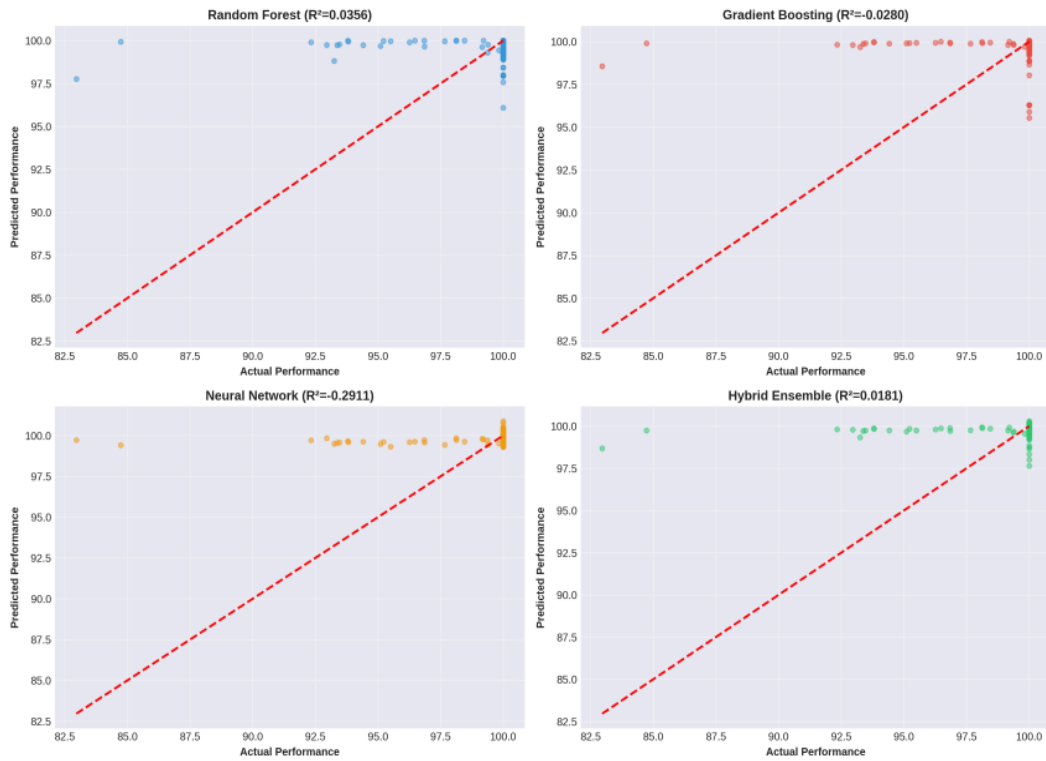 Random Forest (R²=0.0356)
100.0
97.5
95.0
92.5
90.0
87.5
85.0
82.5
Predicted Performance
82.5 85.0 87.5 90.0 92.5 95.0 97.5 100.0
Actual Performance
Gradient Boosting (R²=-0.0280)
100.0
97.5
95.0
92.5
90.0
87.5
85.0
82.5
Predicted Performance
82.5 85.0 87.5 90.0 92.5 95.0 97.5 100.0
Actual Performance
Neural Network (R²=-0.2911)
100.0
97.5
95.0
92.5
90.0
87.5
85.0
82.5
Predicted Performance
82.5 85.0 87.5 90.0 92.5 95.0 97.5 100.0
Actual Performance
Hybrid Ensemble (R²=0.0181)
100.0
97.5
95.0
92.5
90.0
87.5
85.0
82.5
Predicted Performance
82.5 85.0 87.5 90.0 92.5 95.0 97.5 100.0
Actual Performance